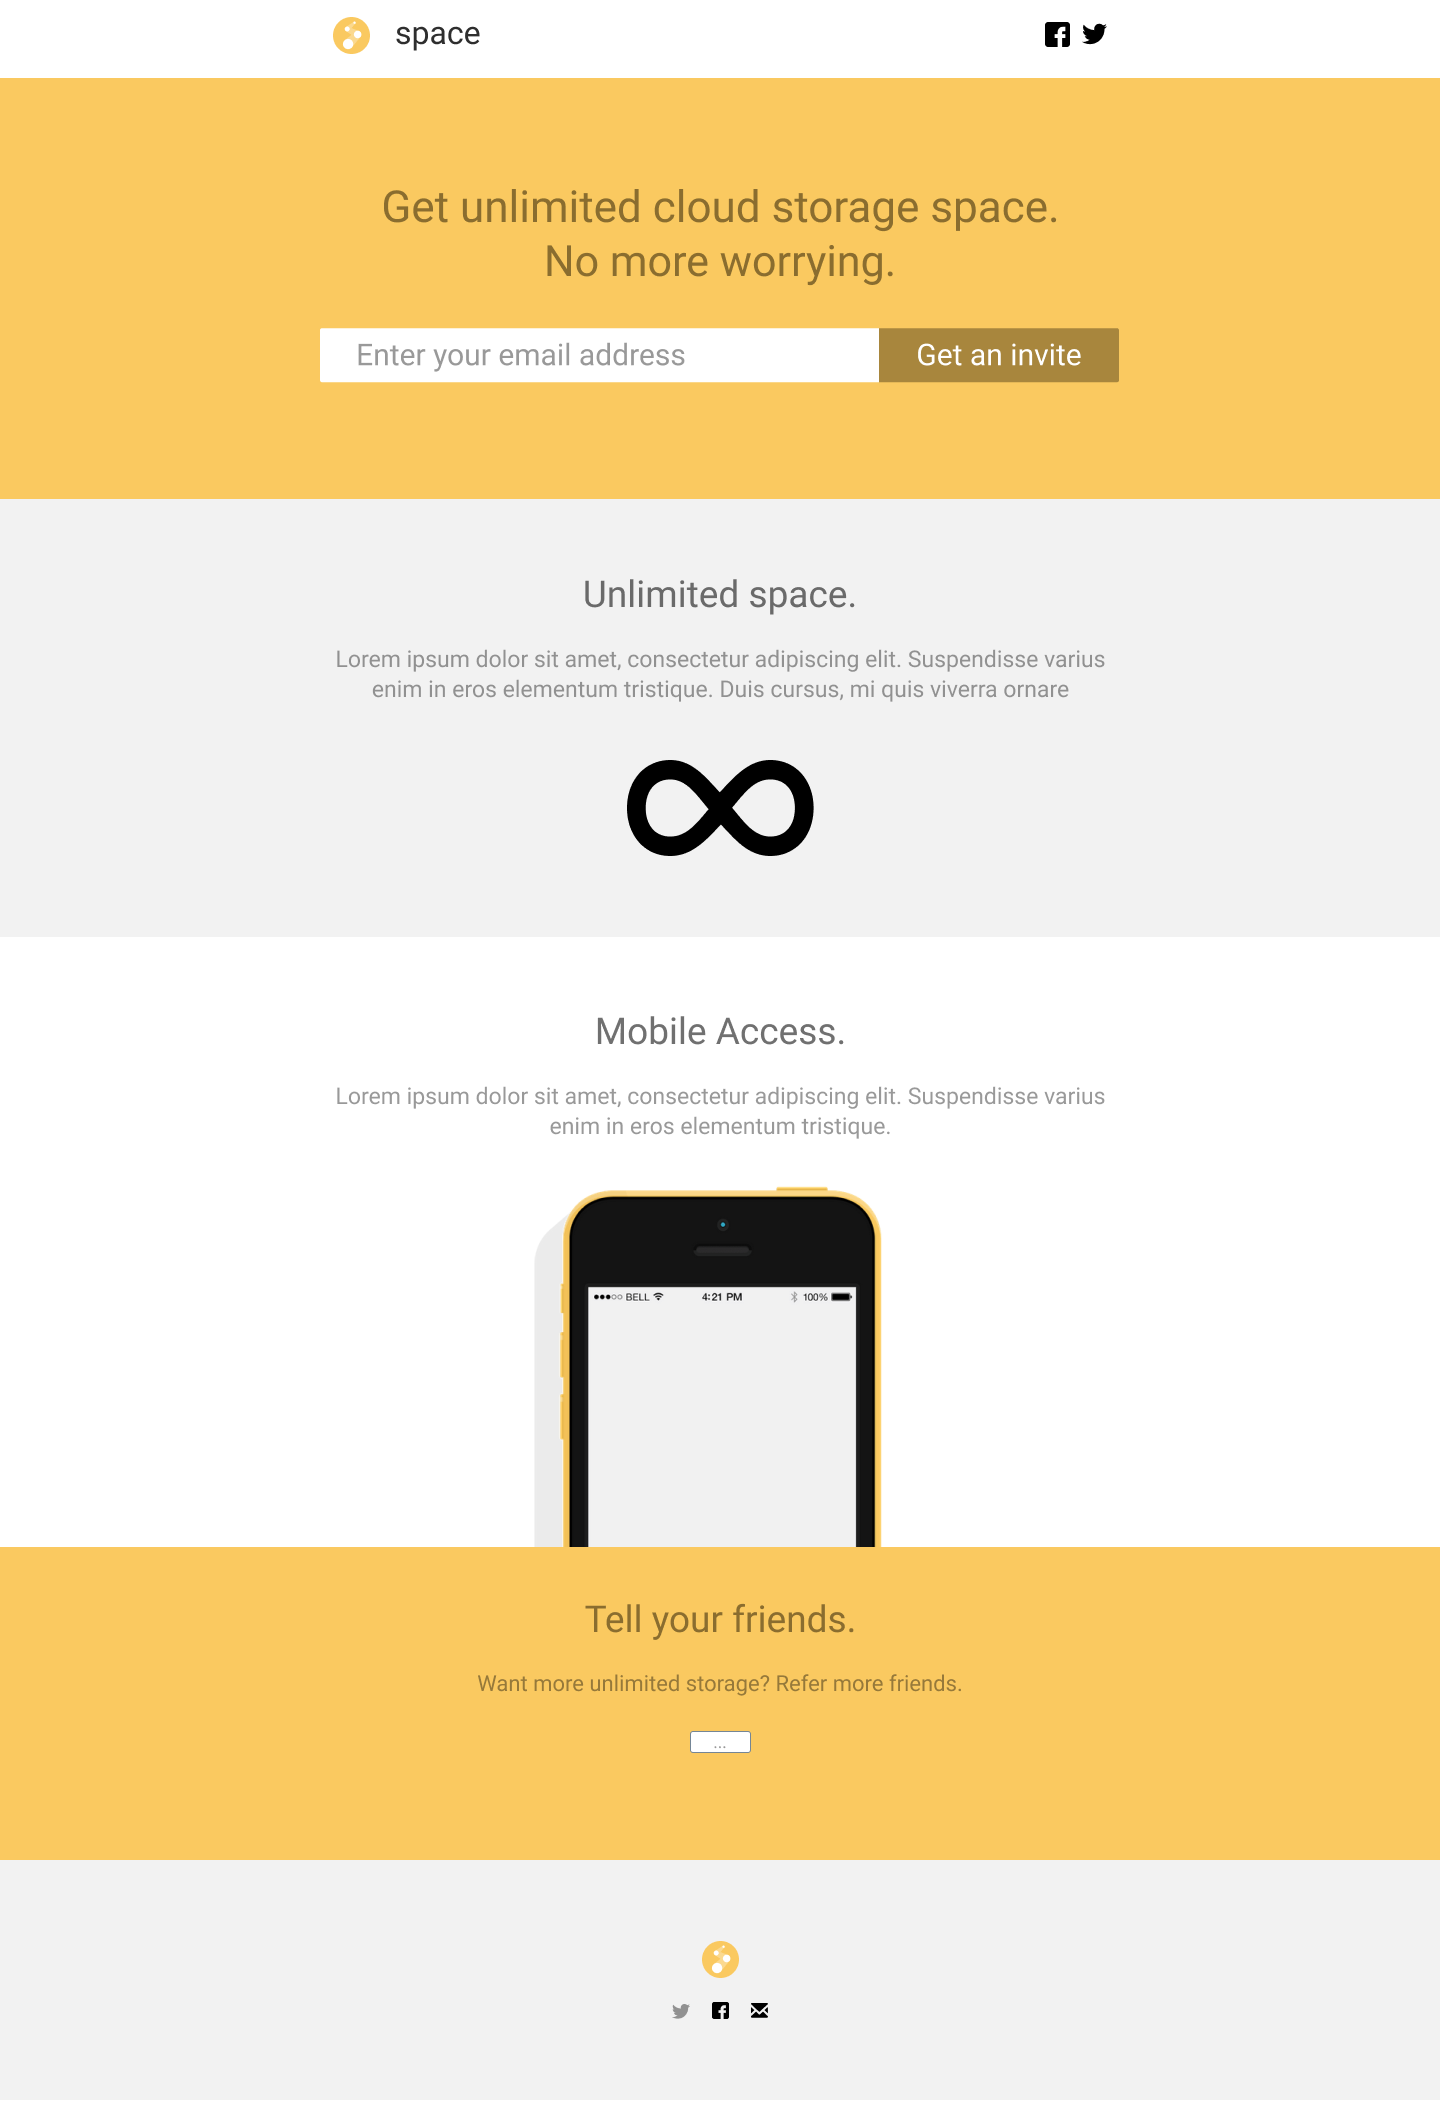 space
Get unlimited cloud storage space.
No more worrying.
Enter your email address
Get an invite
Unlimited space.
Lorem ipsum dolor sit amet, consectetur adipiscing elit. Suspendisse varius
enim in eros elementum tristique. Duis cursus, mi quis viverra ornare
Mobile Access.
Lorem ipsum dolor sit amet, consectetur adipiscing elit. Suspendisse varius
enim in eros elementum tristique.
BELL 4:21 PM 100%
Tell your friends.
Want more unlimited storage? Refer more friends.
...